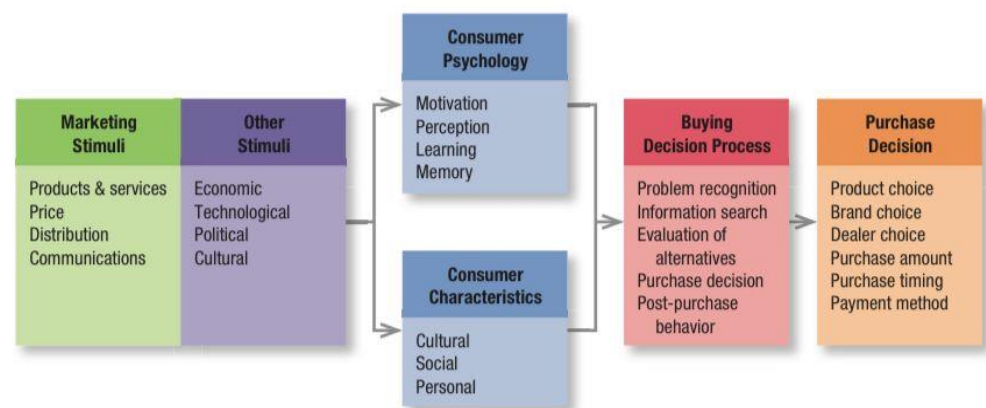 Marketing
Stimuli
Products & services
Price
Distribution
Communications
Other
Stimuli
Economic
Technological
Political
Cultural
Consumer
Psychology
Motivation
Perception
Learning
Memory
Consumer
Characteristics
Cultural
Social
Personal
Buying
Decision Process
Problem recognition
Information search
Evaluation of
alternatives
Purchase decision
Post-purchase
behavior
Purchase
Decision
Product choice
Brand choice
Dealer choice
Purchase amount
Purchase timing
Payment method